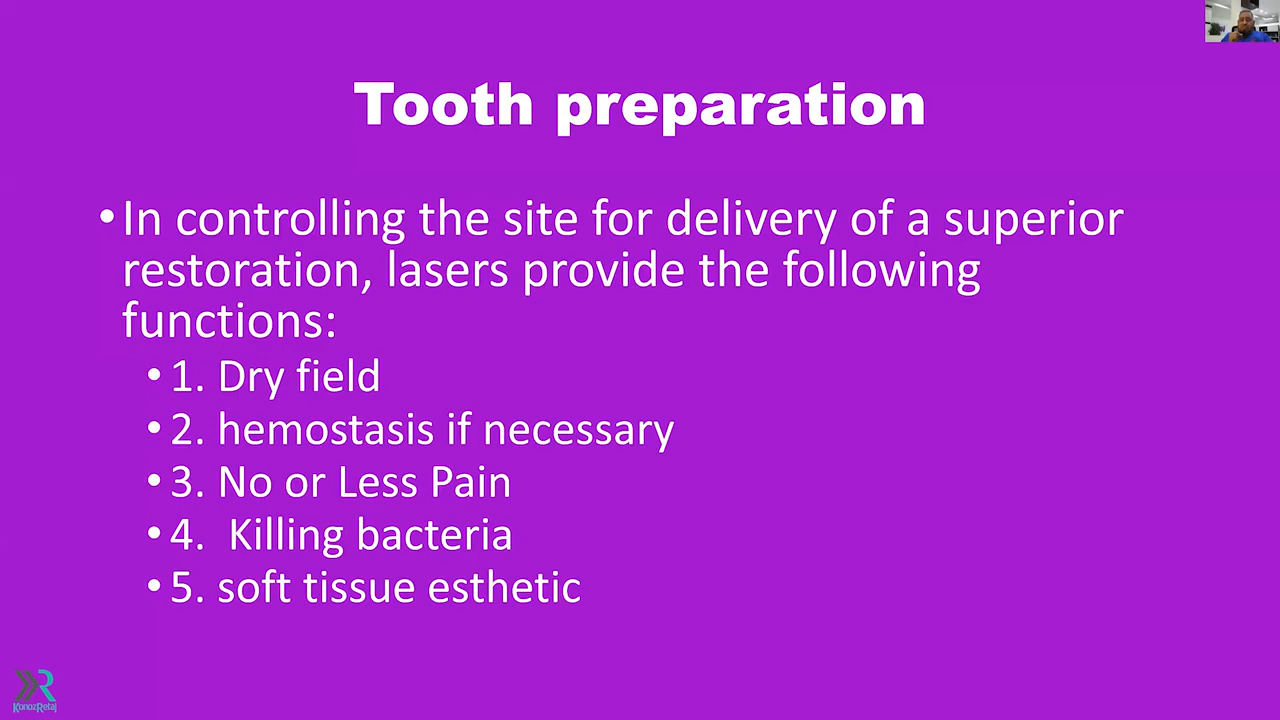 Tooth preparation
•In controlling the site for delivery of a superior
restoration, lasers provide the following
functions:
•1. Dry field
•2. hemostasis if necessary
•3. No or Less Pain
•4.  Killing bacteria
•5. soft tissue esthetic
KonozRetaj